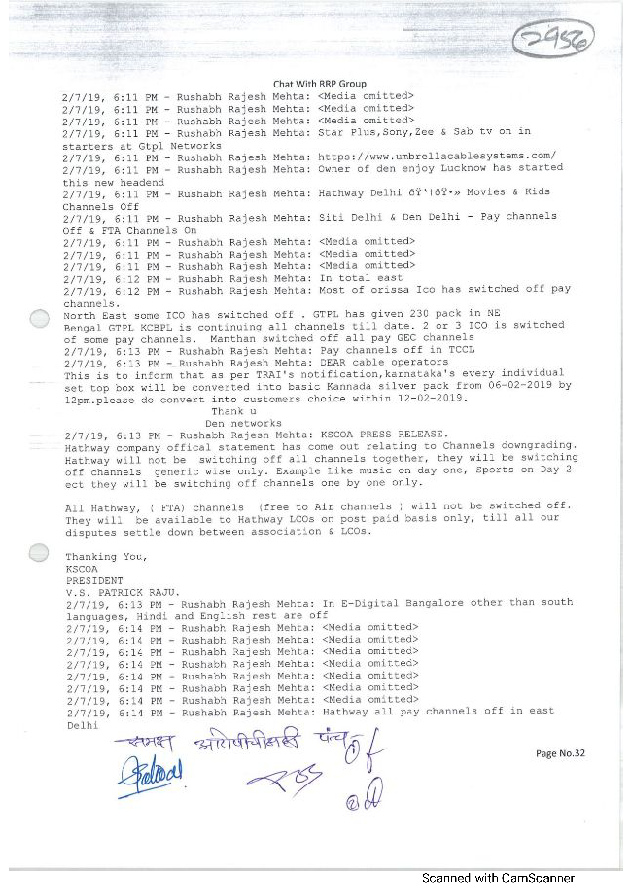 2456
Chat With RRP Group
2/7/19, 6:11 PM - Rushabh Rajesh Mehta: <Media omitted>
2/7/19, 6:11 PM - Rushabh Rajesh Mehta: <Media omitted>
2/7/19, 6:11 PM - Rushabh Rajesh Mehta: <Media omitted>
2/7/19, 6:11 PM - Rushabh Rajesh Mehta: Star Plus,Sony,Zee & Sab tv on in
starters at Gtpl Networks
2/7/19, 6:11 PM - Rushabh Rajesh Mehta: https://www.umbrellacablesystems.com/
2/7/19, 6:11 PM - Rushabh Rajesh Mehta: Owner of den enjoy Lucknow has started
this new headend
2/7/19, 6:11 PM - Rushabh Rajesh Mehta: Hathway Delhi Movies & Kids
Channels Off
2/7/19, 6:11 PM - Rushabh Rajesh Mehta: Siti Delhi & Den Delhi - Pay channels
Off & FTA Channels On
2/7/19, 6:11 PM - Rushabh Rajesh Mehta: <Media omitted>
2/7/19, 6:11 PM - Rushabh Rajesh Mehta: <Media omitted>
2/7/19, 6:11 PM - Rushabh Rajesh Mehta: <Media omitted>
2/7/19, 6:12 PM - Rushabh Rajesh Mehta: In total east
2/7/19, 6:12 PM - Rushabh Rajesh Mehta: Most of orissa Ico has switched off pay
channels.
North East some ICO has switched off . GTPL has given 230 pack in NE
Bengal GTPL KCBPL is continuing all channels till date. 2 or 3 ICO is switched
of some pay channels. Manthan switched off all pay GEC channels
2/7/19, 6:13 PM - Rushabh Rajesh Mehta: Pay channels off in TCCL
2/7/19, 6:13 PM - Rushabh Rajesh Mehta: DEAR cable operators
This is to inform that as per TRAI's notification,karnataka's every individual
set top box will be converted into basic Kannada silver pack from 06-02-2019 by
12pm.please do convert into customers choice within 12-02-2019.
Thank u
Den networks
2/7/19, 6:13 PM - Rushabh Rajesh Mehta: KSCOA PRESS RELEASE.
Hathway company offical statement has come out relating to Channels downgrading.
Hathway will not be switching off all channels together, they will be switching
off channels generic wise only. Example Like music on day one, Sports on Day 2
ect they will be switching off channels one by one only.
All Hathway, ( FTA) channels (free to Air channels ) will not be switched off.
They will be available to Hathway LCOs on post paid basis only, till all our
disputes settle down between association & LCOs.
Thanking You,
KSCOA
PRESIDENT
V.S. PATRICK RAJU.
2/7/19, 6:13 PM - Rushabh Rajesh Mehta: In E-Digital Bangalore other than south
languages, Hindi and English rest are off
2/7/19, 6:14 PM - Rushabh Rajesh Mehta: <Media omitted>
2/7/19, 6:14 PM - Rushabh Rajesh Mehta: <Media omitted>
2/7/19, 6:14 PM - Rushabh Rajesh Mehta: <Media omitted>
2/7/19, 6:14 PM - Rushabh Rajesh Mehta: <Media omitted>
2/7/19, 6:14 PM - Rushabh Rajesh Mehta: <Media omitted>
2/7/19, 6:14 PM - Rushabh Rajesh Mehta: <Media omitted>
2/7/19, 6:14 PM - Rushabh Rajesh Mehta: <Media omitted>
2/7/19, 6:14 PM - Rushabh Rajesh Mehta: Hathway all pay channels off in east
Delhi
समक्ष आरोपीची सही पंच ①
②
Page No.32
Scanned with CamScanner